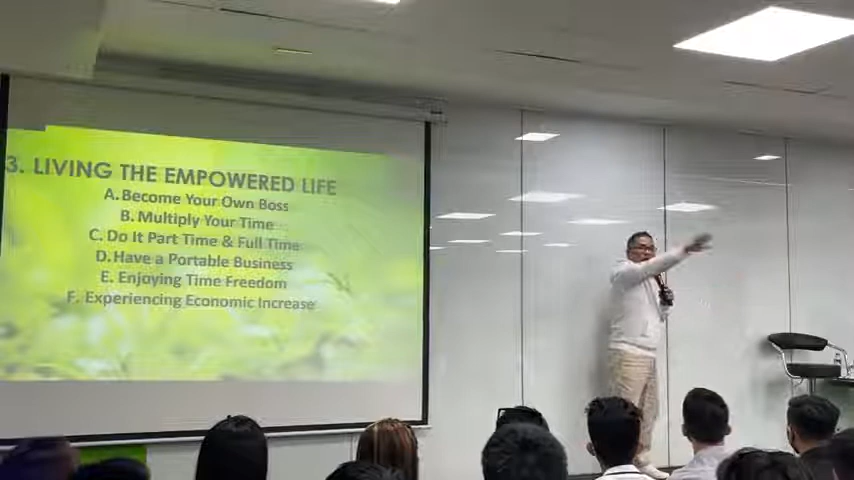 3. LIVING THE EMPOWERED LIFE
A. Become Your Own Boss
B. Multiply Your Time
C. Do It Part Time & Full Time
D. Have a Portable Business
E. Enjoying Time Freedom
F. Experiencing Economic Increase